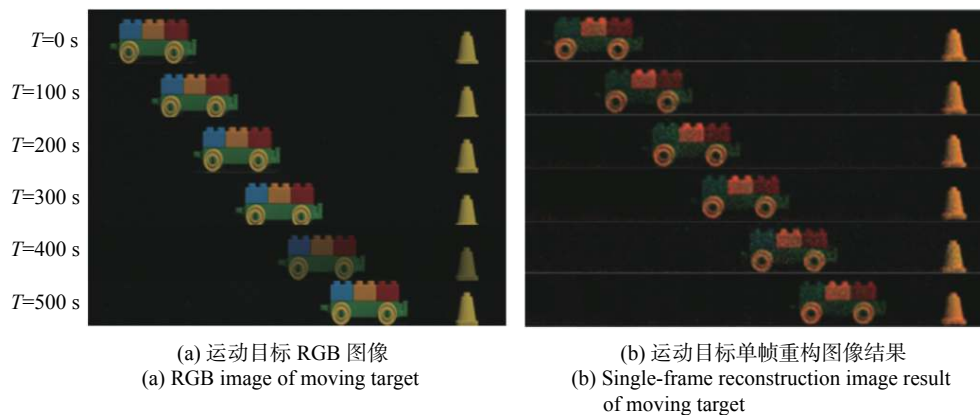 T=0 s
T=100 s
T=200 s
T=300 s
T=400 s
T=500 s
(a) 运动目标 RGB 图像
(a) RGB image of moving target
(b) 运动目标单帧重构图像结果
(b) Single-frame reconstruction image result
of moving target